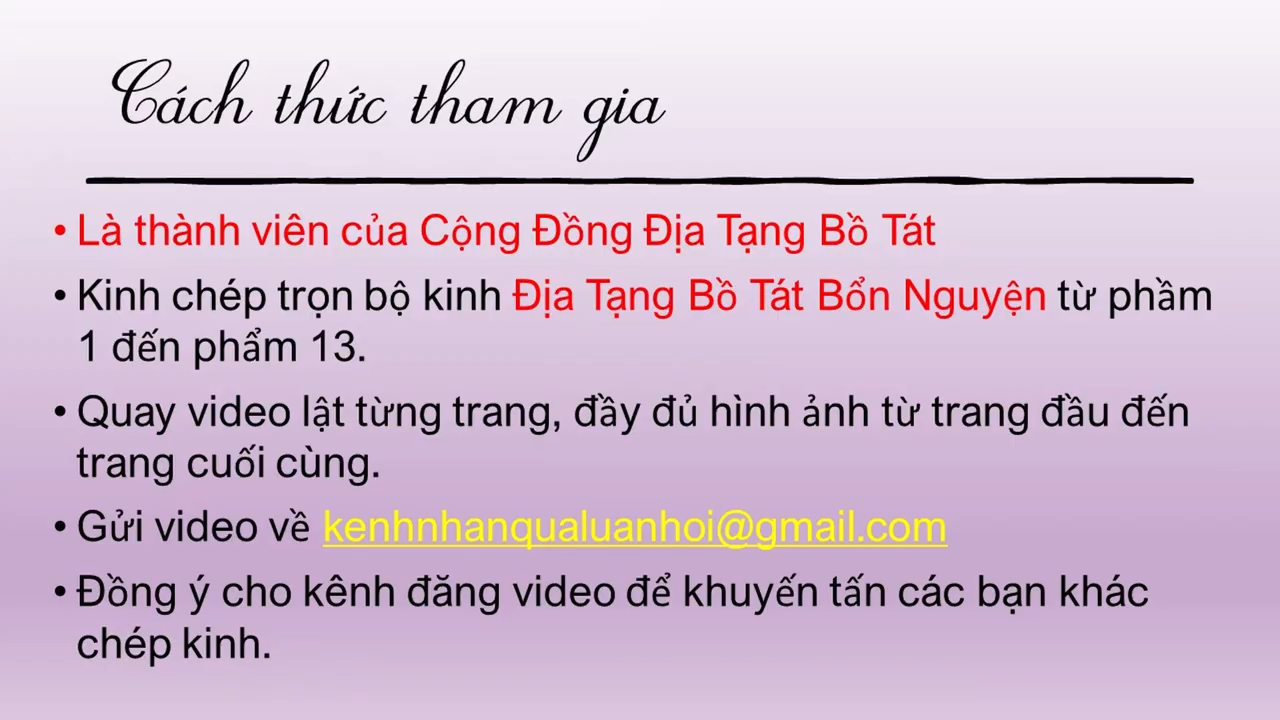 Cách thức tham gia
• Là thành viên của Cộng Đồng Địa Tạng Bồ Tát
• Kinh chép trọn bộ kinh Địa Tạng Bồ Tát Bổn Nguyện từ phầm
1 đến phẩm 13.
• Quay video lật từng trang, đầy đủ hình ảnh từ trang đầu đến
trang cuối cùng.
• Gửi video về kenhnhanqualuanhoi@gmail.com
• Đồng ý cho kênh đăng video để khuyến tấn các bạn khác
chép kinh.